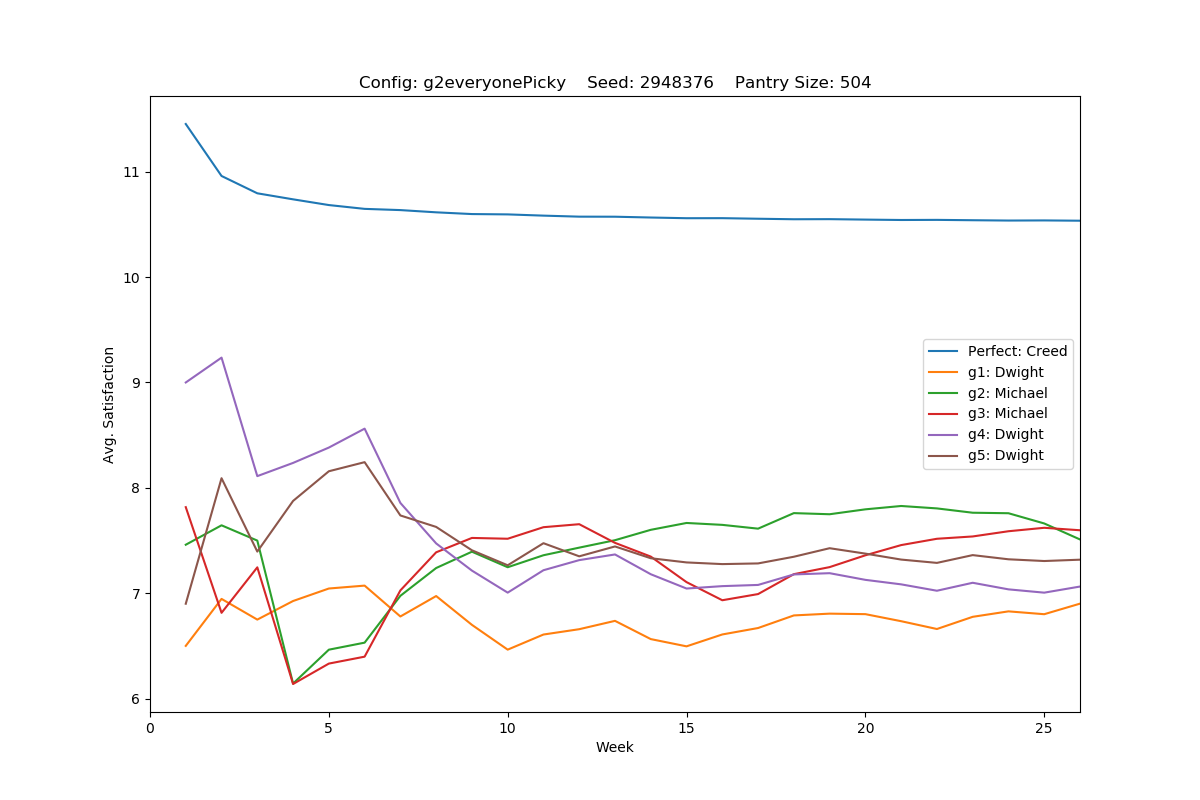 Config: g2everyonePicky    Seed: 2948376    Pantry Size: 504
11
10
9
8
7
6
Avg. Satisfaction
Perfect: Creed
g1: Dwight
g2: Michael
g3: Michael
g4: Dwight
g5: Dwight
0 5 10 15 20 25
Week